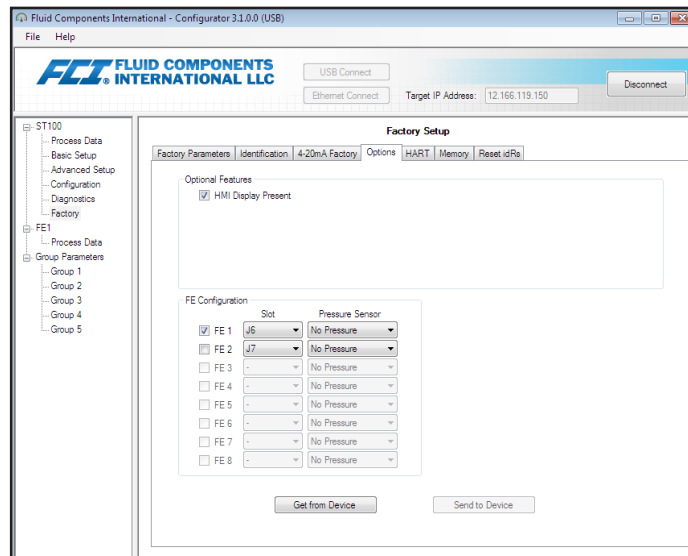 Fluid Components International - Configurator 3.1.0.0 (USB)
File Help
FCI. FLUID COMPONENTS
® INTERNATIONAL LLC
USB Connect
Ethernet Connect
Target IP Address: 12.166.119.150
Disconnect
ST100
Process Data
Basic Setup
Advanced Setup
Configuration
Diagnostics
Factory
FE1
Process Data
Group Parameters
Group 1
Group 2
Group 3
Group 4
Group 5
Factory Setup
Factory Parameters Identification 4-20mA Factory Options HART Memory Reset idRs
Optional Features
HMI Display Present
FE Configuration
Slot Pressure Sensor
FE 1 J6 No Pressure
FE 2 J7 No Pressure
FE 3 - No Pressure
FE 4 - No Pressure
FE 5 - No Pressure
FE 6 - No Pressure
FE 7 - No Pressure
FE 8 - No Pressure
Get from Device Send to Device